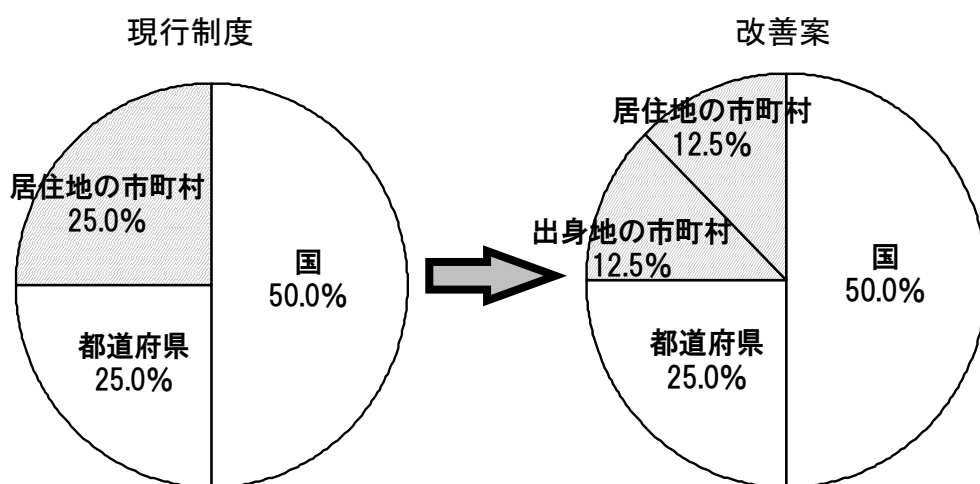 現行制度
居住地の市町村
25.0%
国
50.0%
都道府県
25.0%
改善案
居住地の市町村
12.5%
出身地の市町村
12.5%
国
50.0%
都道府県
25.0%